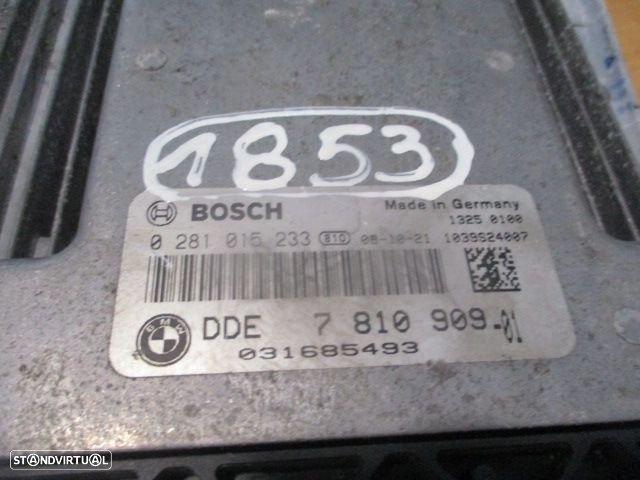 1853
BOSCH
Made in Germany
1325 0100
0 281 015 233 810 08-10-21 1039S24007
BMW
DDE 7 810 909-01
031685493
STANDVIRTUAL